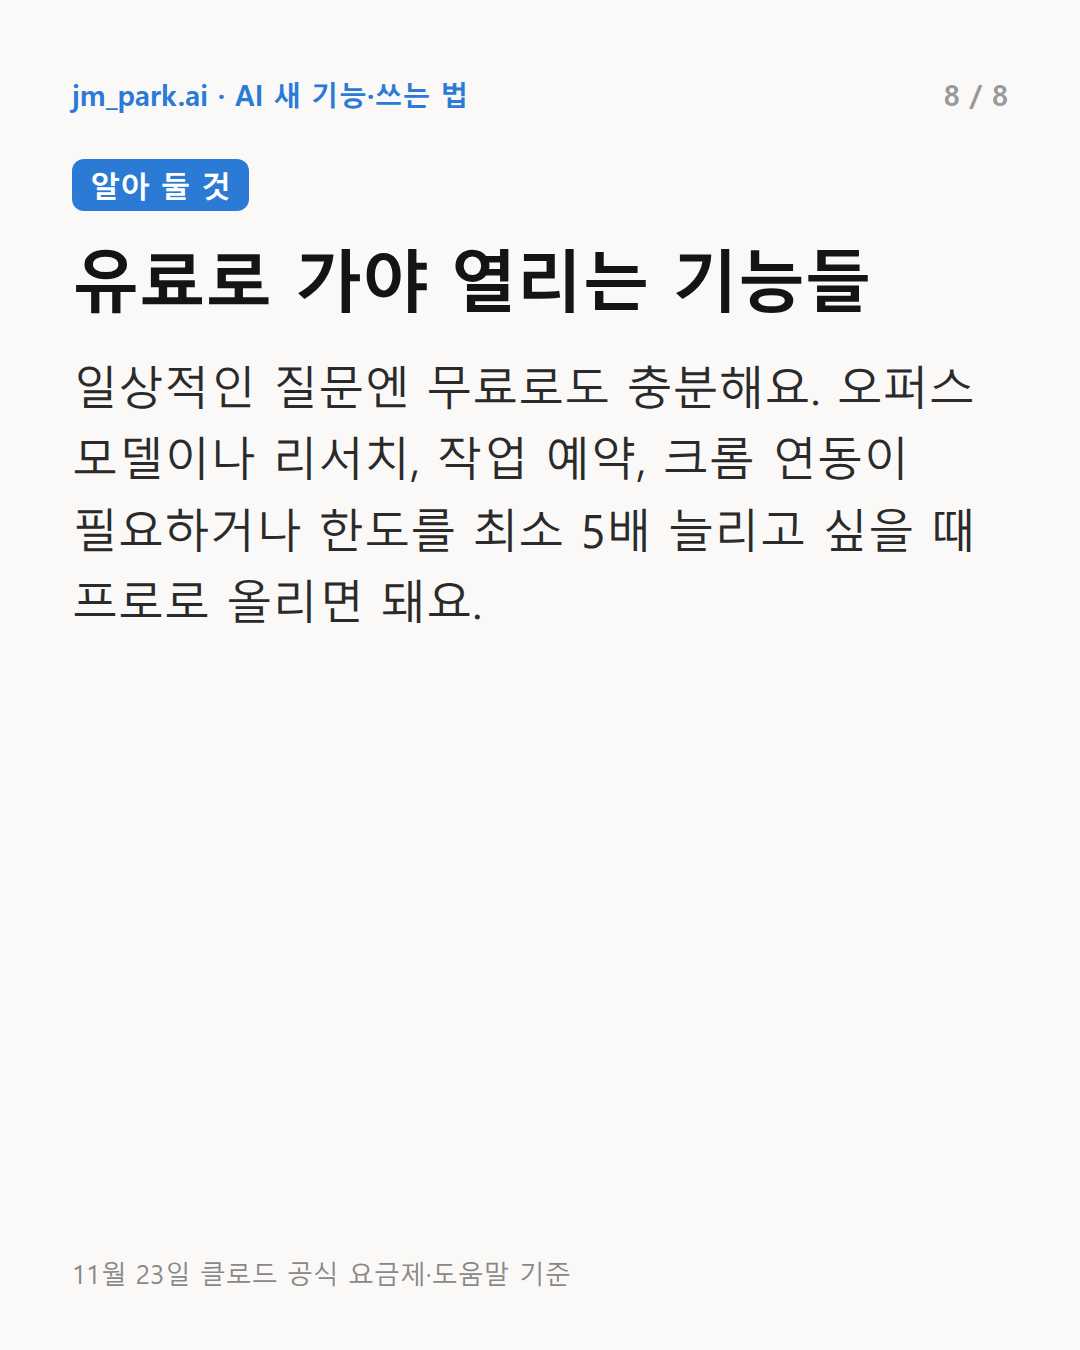 jm_park.ai · AI 새 기능·쓰는 법
8 / 8
알아 둘 것
유료로 가야 열리는 기능들
일상적인 질문엔 무료로도 충분해요. 오퍼스
모델이나 리서치, 작업 예약, 크롬 연동이
필요하거나 한도를 최소 5배 늘리고 싶을 때
프로로 올리면 돼요.
11월 23일 클로드 공식 요금제·도움말 기준